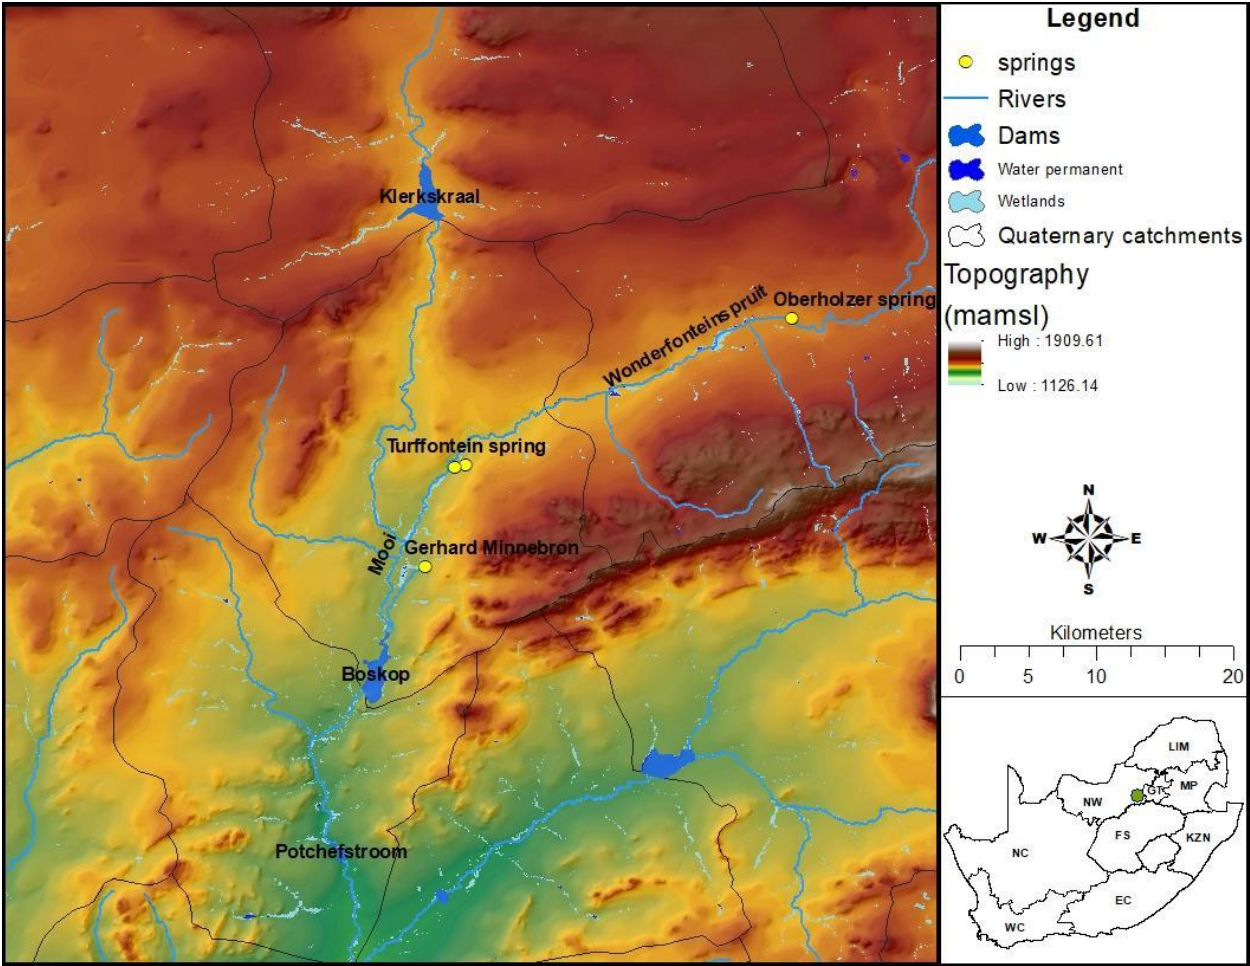 Klerkskraal
Wonderfonteinspruit
Oberholzer spring
Turffontein spring
Mooi
Gerhard Minnebron
Boskop
Potchefstroom
Legend
springs
Rivers
Dams
Water permanent
Wetlands
Quaternary catchments
Topography
(mamsl)
High : 1909.61
Low : 1126.14
N
W E
S
Kilometers
0 5 10 20
LIM
NW GT MP
FS KZN
NC
EC
WC